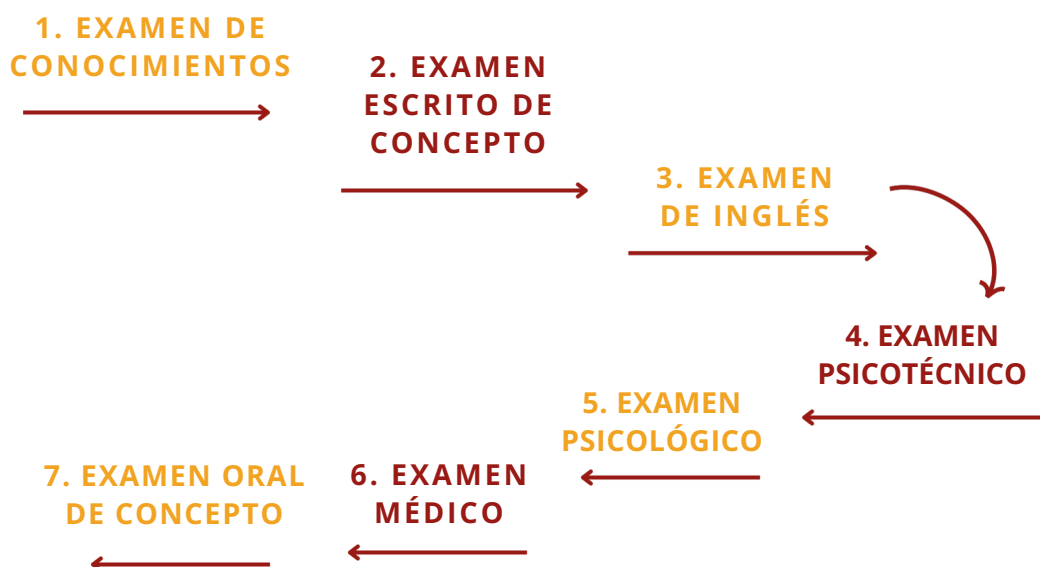 1. EXAMEN DE
CONOCIMIENTOS
2. EXAMEN
ESCRITO DE
CONCEPTO
3. EXAMEN
DE INGLÉS
4. EXAMEN
PSICOTÉCNICO
5. EXAMEN
PSICOLÓGICO
6. EXAMEN
MÉDICO
7. EXAMEN ORAL
DE CONCEPTO